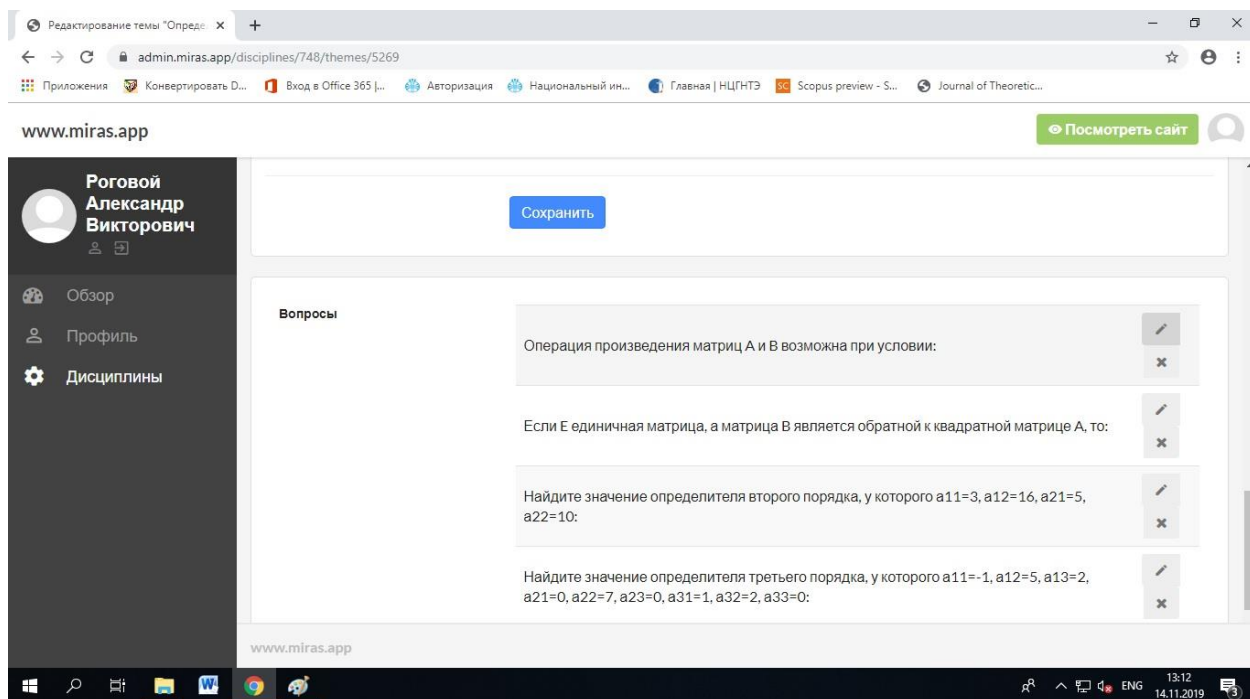 Редактирование темы "Опреде
admin.miras.app/disciplines/748/themes/5269
Приложения Конвертировать D... Вход в Office 365 |... Авторизация Национальный ин... Главная | НЦГНТЭ SC Scopus preview - S... Journal of Theoretic...
www.miras.app
Посмотреть сайт
Роговой
Александр
Викторович
Обзор
Профиль
Дисциплины
Сохранить
Вопросы
Операция произведения матриц А и В возможна при условии:
Если Е единичная матрица, а матрица В является обратной к квадратной матрице А, то:
Найдите значение определителя второго порядка, у которого a11=3, a12=16, a21=5,
a22=10:
Найдите значение определителя третьего порядка, у которого a11=-1, a12=5, a13=2,
a21=0, a22=7, a23=0, a31=1, a32=2, a33=0:
www.miras.app
ENG
13:12
14.11.2019
3